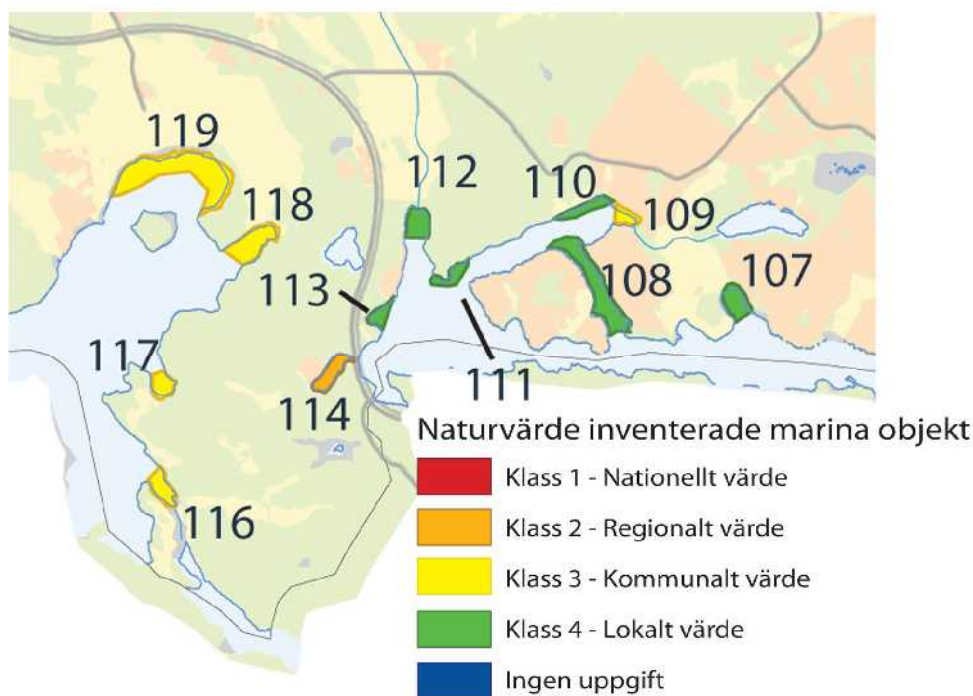 119
112
110
109
118
107
108
113
117
111
114
116
Naturvärde inventerade marina objekt
Klass 1 - Nationellt värde
Klass 2 - Regionalt värde
Klass 3 - Kommunalt värde
Klass 4 - Lokalt värde
Ingen uppgift